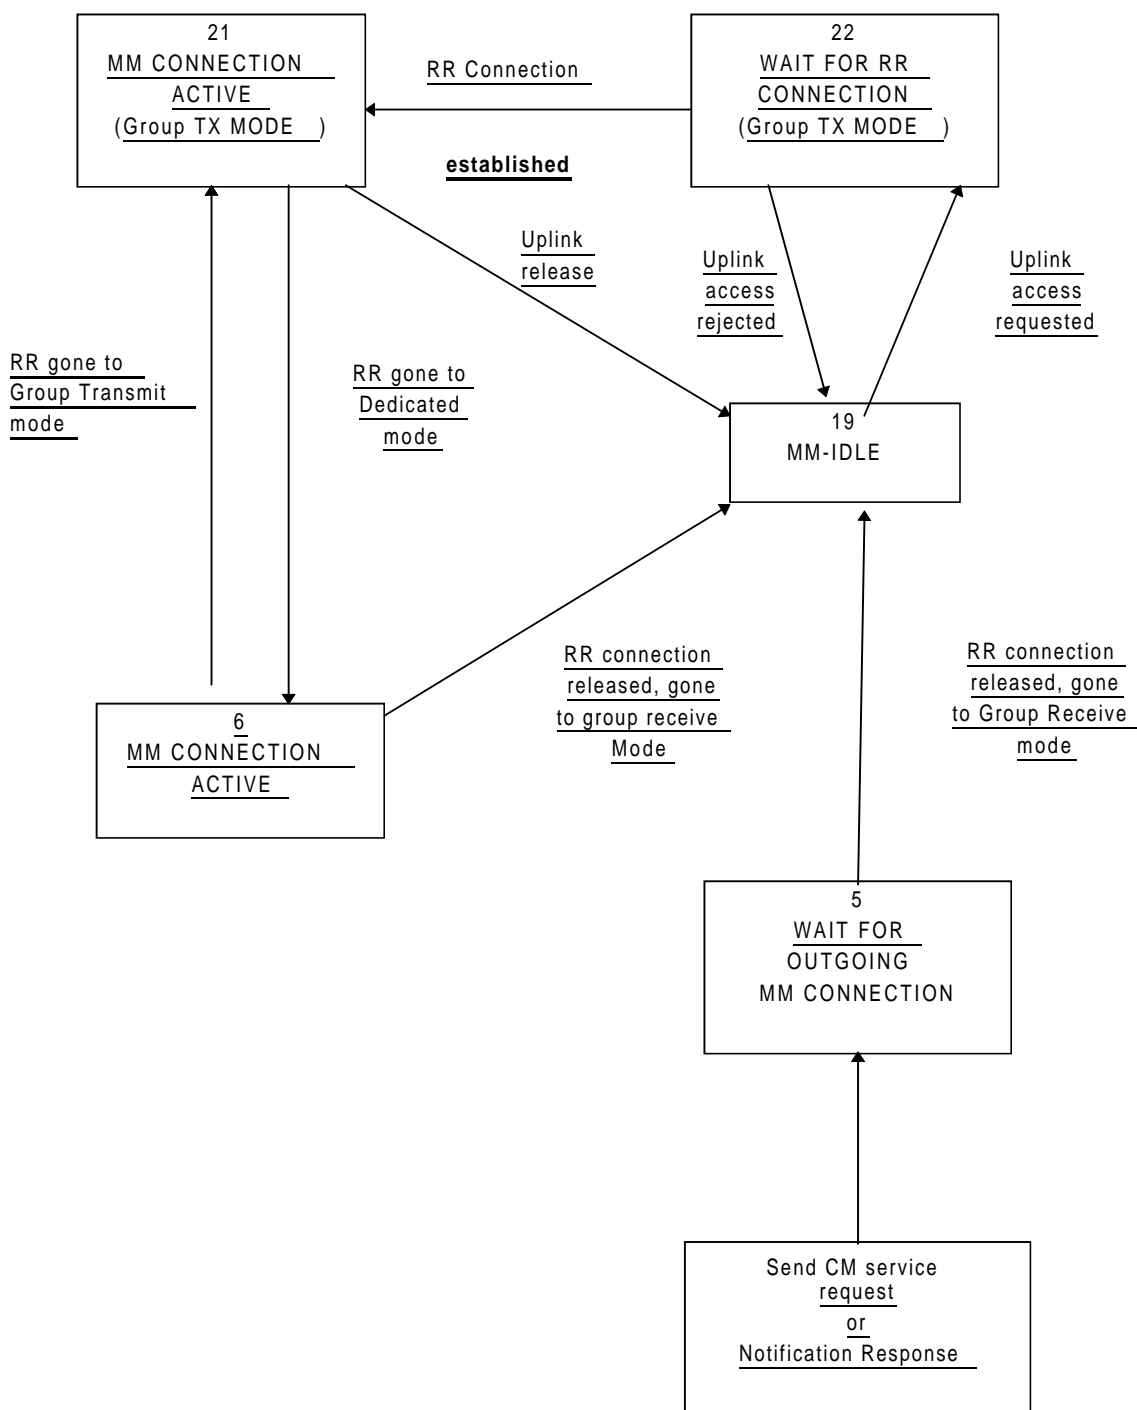 21
MM CONNECTION
ACTIVE
(Group TX MODE )
22
WAIT FOR RR
CONNECTION
(Group TX MODE )
RR Connection
established
Uplink
release
Uplink
access
rejected
Uplink
access
requested
RR gone to
Group Transmit
mode
RR gone to
Dedicated
mode
19
MM-IDLE
RR connection
released, gone
to group receive
Mode
RR connection
released, gone
to Group Receive
mode
6
MM CONNECTION
ACTIVE
5
WAIT FOR
OUTGOING
MM CONNECTION
Send CM service
request
or
Notification Response